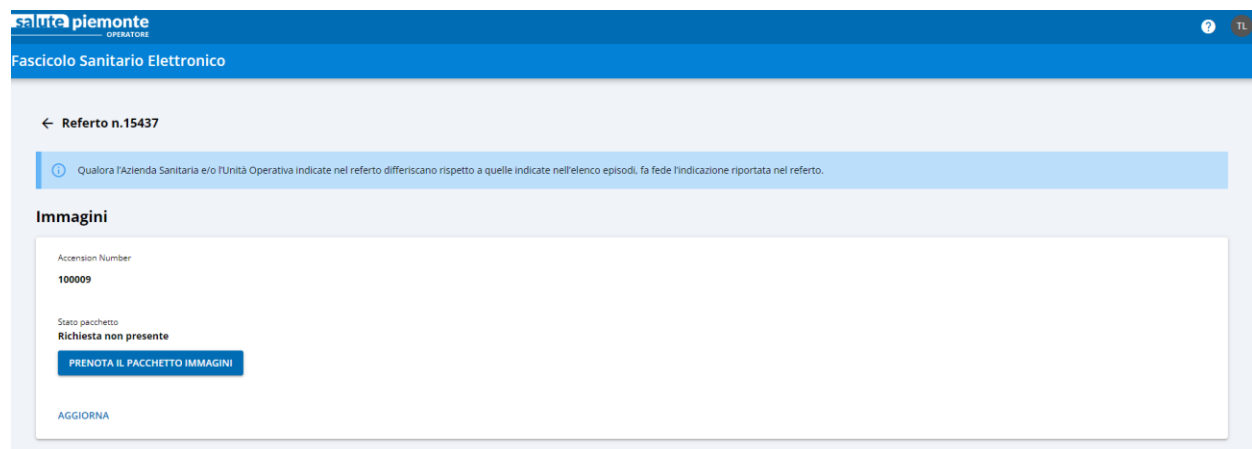 salute piemonte
OPERATORE
? TL
Fascicolo Sanitario Elettronico
← Referto n.15437
Qualora l'Azienda Sanitaria e/o l'Unità Operativa indicate nel referto differiscano rispetto a quelle indicate nell'elenco episodi, fa fede l'indicazione riportata nel referto.
Immagini
Accension Number
100009
Stato pacchetto
Richiesta non presente
PRENOTA IL PACCHETTO IMMAGINI
AGGIORNA